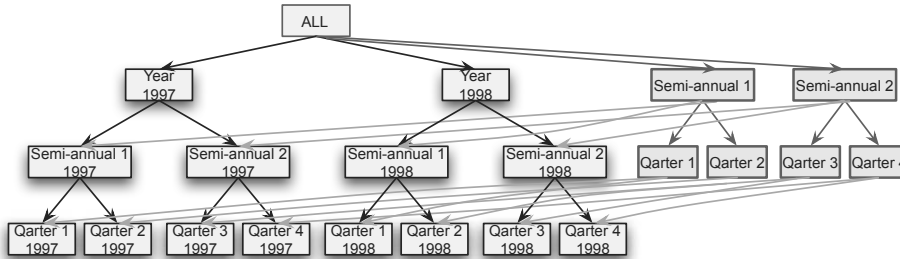 ALL
Year
1997
Year
1998
Semi-annual 1
Semi-annual 2
Semi-annual 1
1997
Semi-annual 2
1997
Semi-annual 1
1998
Semi-annual 2
1998
Qarter 1
Qarter 2
Qarter 3
Qarter 4
Qarter 1
1997
Qarter 2
1997
Qarter 3
1997
Qarter 4
1997
Qarter 1
1998
Qarter 2
1998
Qarter 3
1998
Qarter 4
1998